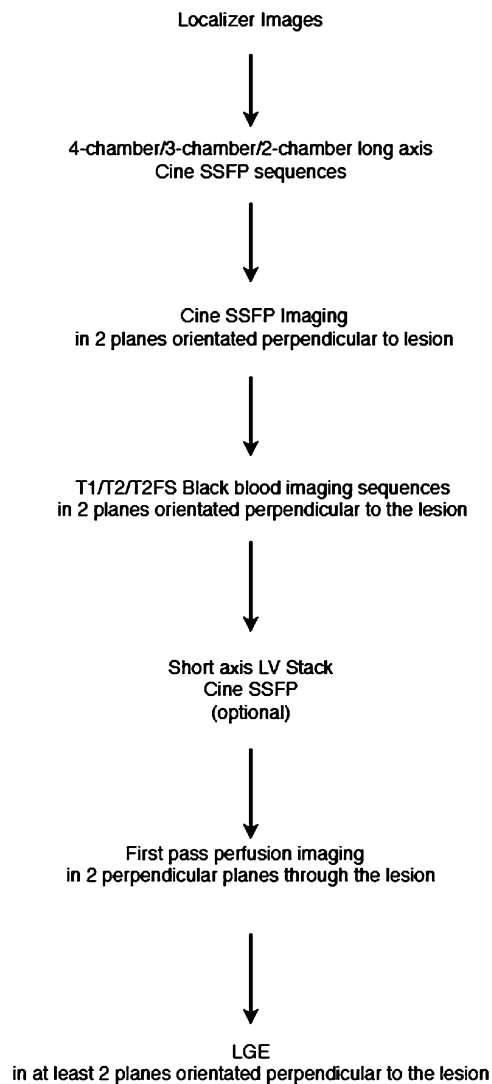 Localizer Images
4-chamber/3-chamber/2-chamber long axis
Cine SSFP sequences
Cine SSFP Imaging
in 2 planes orientated perpendicular to lesion
T1/T2/T2FS Black blood imaging sequences
in 2 planes orientated perpendicular to the lesion
Short axis LV Stack
Cine SSFP
(optional)
First pass perfusion imaging
in 2 perpendicular planes through the lesion
LGE
in at least 2 planes orientated perpendicular to the lesion